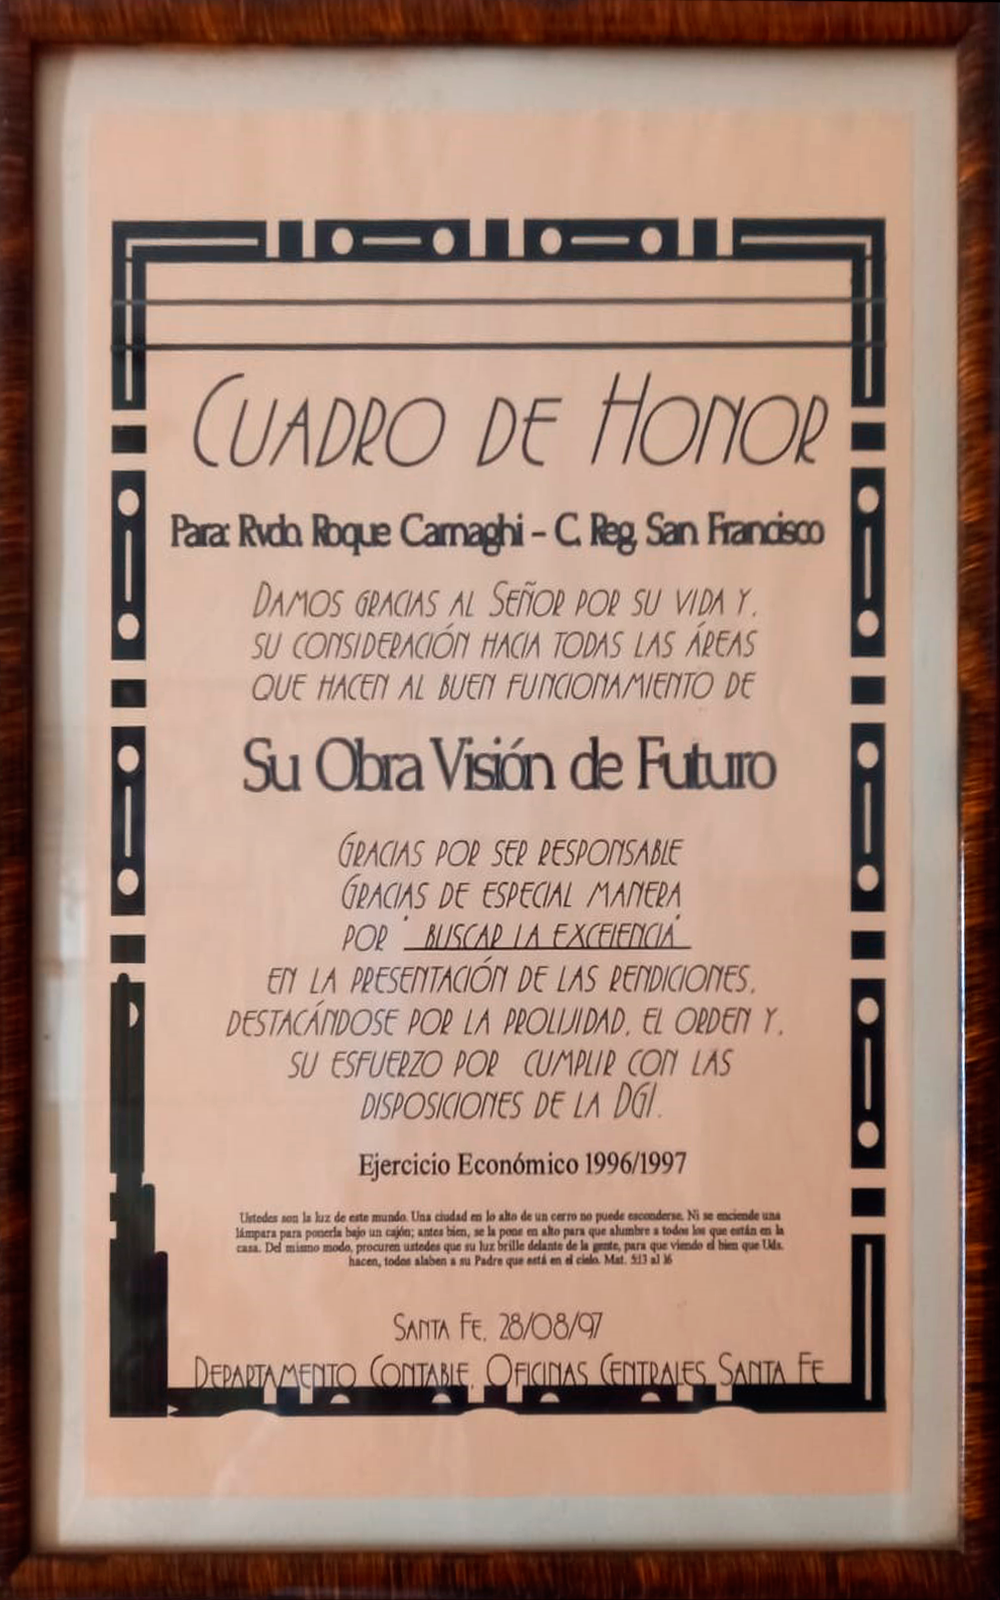 Cuadro de Honor
Para: Rvdo. Roque Carnaghi - C. Reg. San Francisco
Damos gracias al Señor por su vida y,
su consideración hacia todas las áreas
que hacen al buen funcionamiento de
Su Obra Visión de Futuro
Gracias por ser responsable
Gracias de especial manera
por "buscar la excelencia"
en la presentación de las rendiciones,
destacándose por la prolijidad, el orden y,
su esfuerzo por cumplir con las
disposiciones de la DGI.
Ejercicio Económico 1996/1997
Ustedes son la luz de este mundo. Una ciudad en lo alto de un cerro no puede esconderse. Ni se enciende una
lámpara para ponerla bajo un cajón; antes bien, se la pone en alto para que alumbre a todos los que están en la
casa. Del mismo modo, procuren ustedes que su luz brille delante de la gente, para que viendo el bien que Uds.
hacen, todos alaben a su Padre que está en el cielo. Mat. 5:13 al 16
Santa Fe, 28/08/97
Departamento Contable, Oficinas Centrales Santa Fe